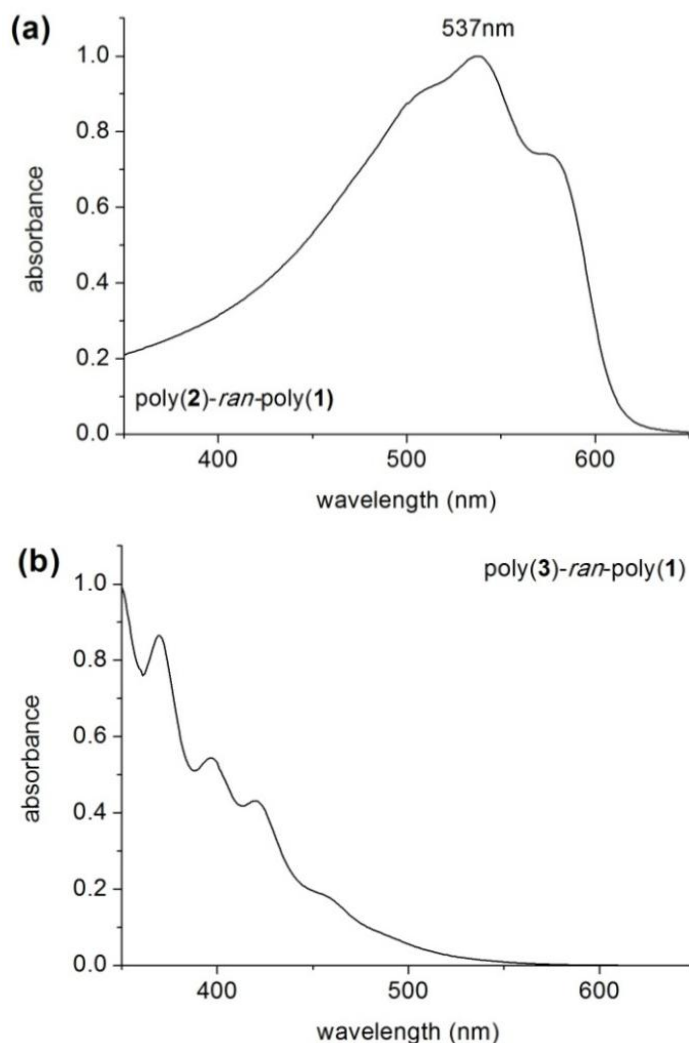 (a)
537nm
1.0
0.8
0.6
0.4
0.2
0.0
absorbance
poly(2)-ran-poly(1)
400
500
600
wavelength (nm)
(b)
poly(3)-ran-poly(1)
1.0
0.8
0.6
0.4
0.2
0.0
absorbance
400
500
600
wavelength (nm)